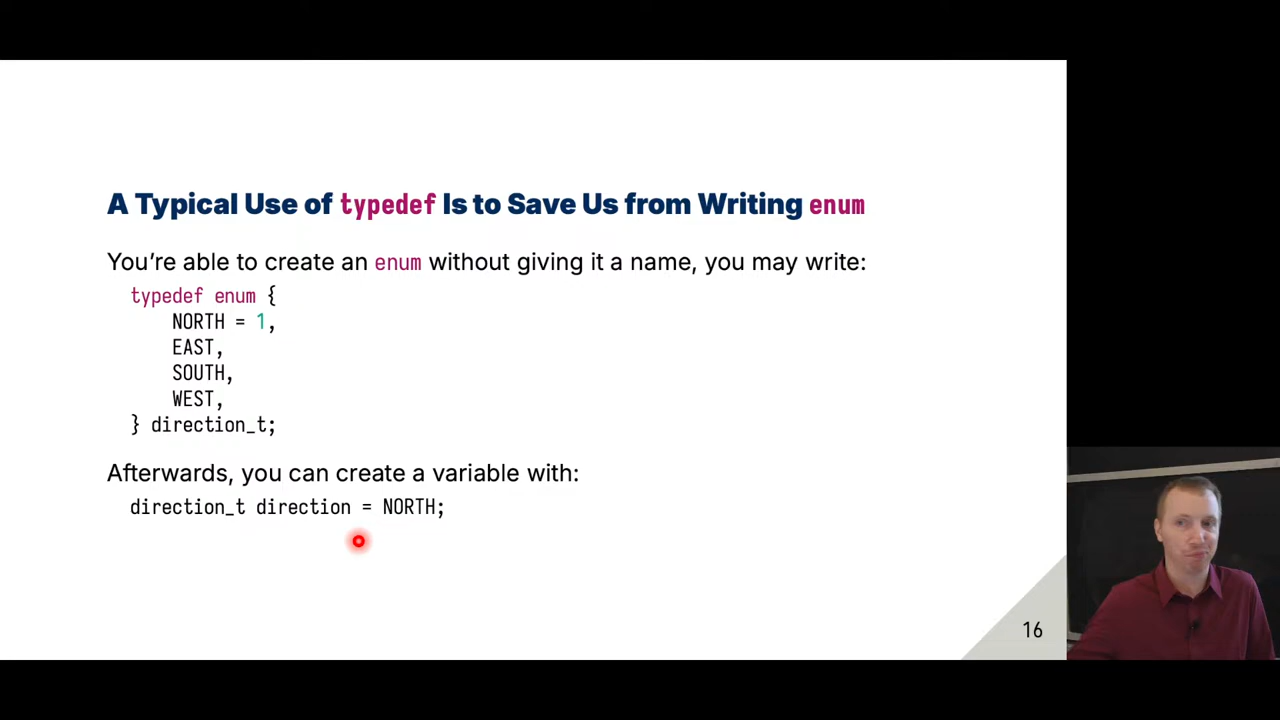 A Typical Use of typedef Is to Save Us from Writing enum
You’re able to create an enum without giving it a name, you may write:
typedef enum {
    NORTH = 1,
    EAST,
    SOUTH,
    WEST,
} direction_t;
Afterwards, you can create a variable with:
direction_t direction = NORTH;
16